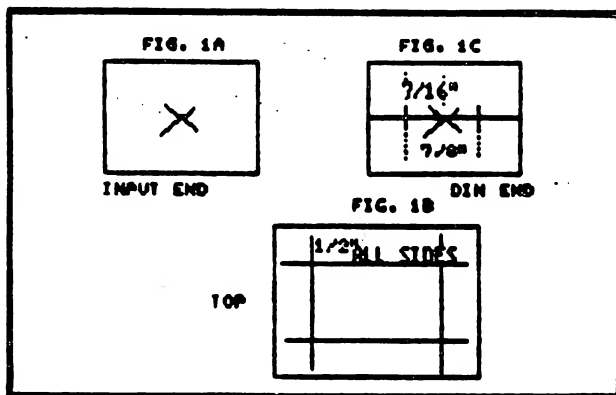 FIG. 1A
FIG. 1C
7/16"
7/8"
INPUT END
DIN END
FIG. 1B
1/2" ALL SIDES
TOP